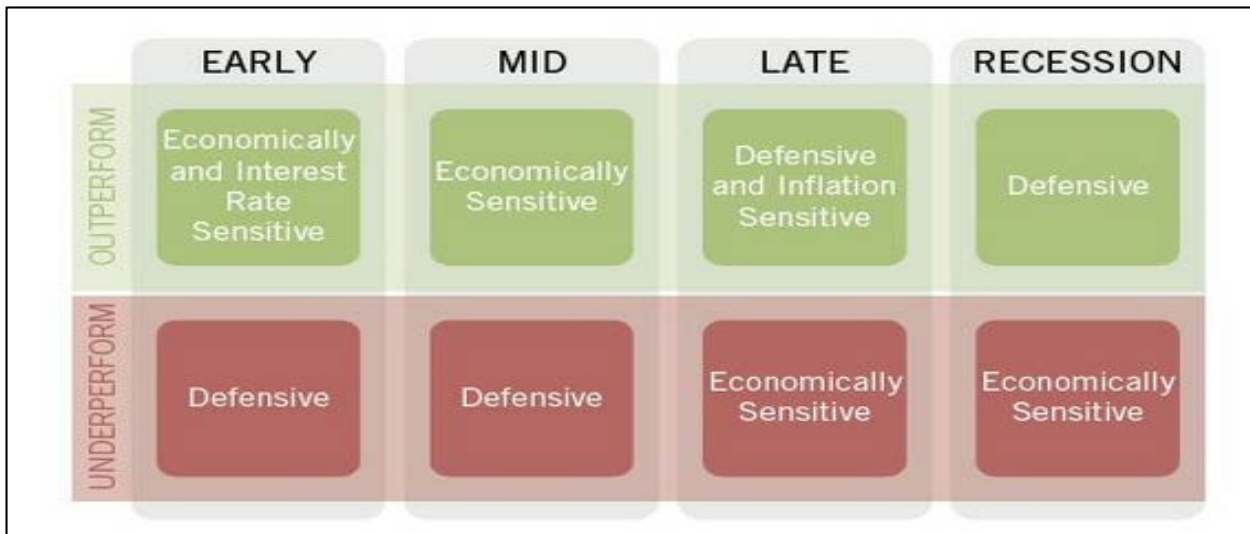 EARLY
MID
LATE
RECESSION
OUTPERFORM
Economically
and Interest
Rate
Sensitive
Economically
Sensitive
Defensive
and Inflation
Sensitive
Defensive
UNDERPERFORM
Defensive
Defensive
Economically
Sensitive
Economically
Sensitive